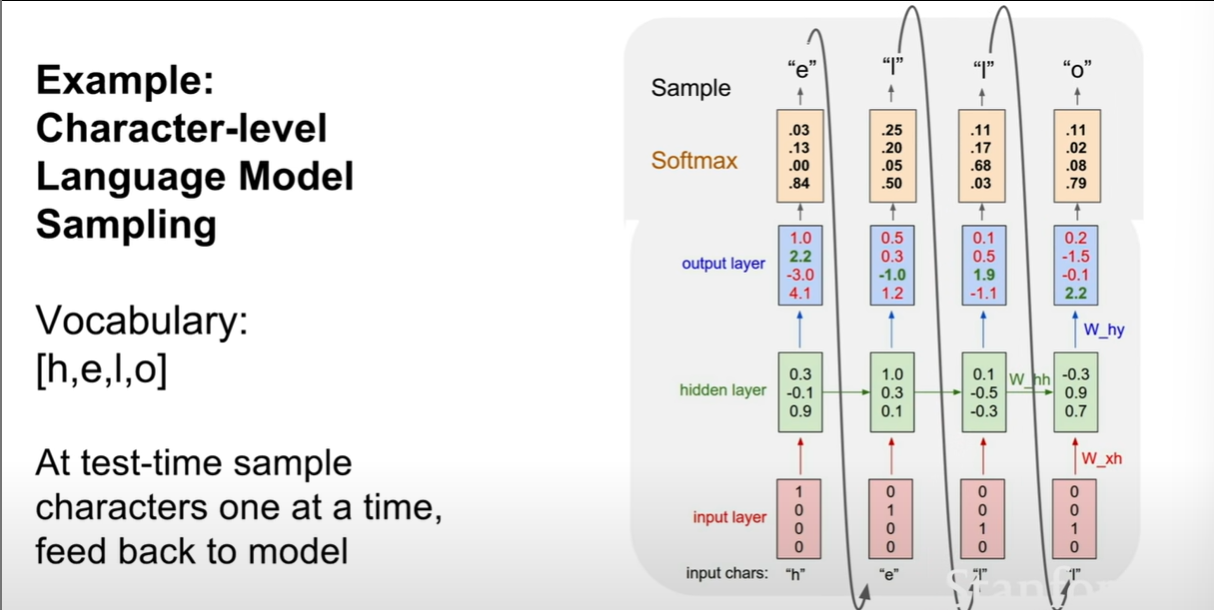 Example:
Character-level
Language Model
Sampling
Vocabulary:
[h,e,l,o]
At test-time sample
characters one at a time,
feed back to model
Sample
“e” “l” “l” “o”
Softmax
.03 .25 .11 .11
.13 .20 .17 .02
.00 .05 .68 .08
.84 .50 .03 .79
output layer
1.0 0.5 0.1 0.2
2.2 0.3 0.5 -1.5
-3.0 -1.0 1.9 -0.1
4.1 1.2 -1.1 2.2
W_hy
hidden layer
0.3 1.0 0.1 -0.3
-0.1 0.3 -0.5 0.9
0.9 0.1 -0.3 0.7
W_hh
W_xh
input layer
1 0 0 0
0 1 0 0
0 0 1 1
0 0 0 0
input chars: “h” “e” “l” “l”